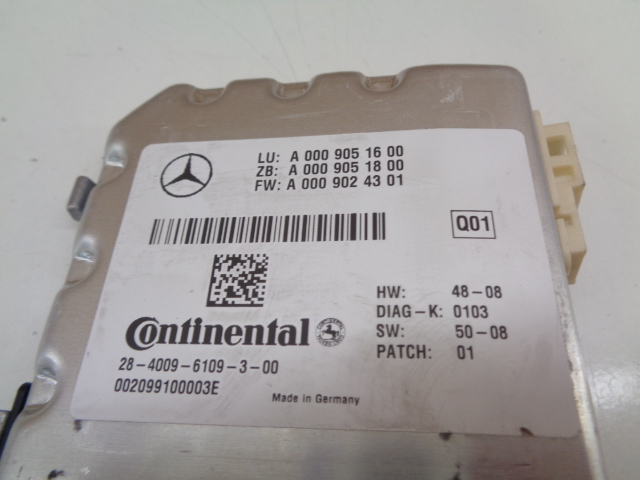 LU: A 000 905 16 00
ZB: A 000 905 18 00
FW: A 000 902 43 01
Q01
HW: 48-08
DIAG-K: 0103
SW: 50-08
PATCH: 01
Continental
28-4009-6109-3-00
002099100003E
Made in Germany